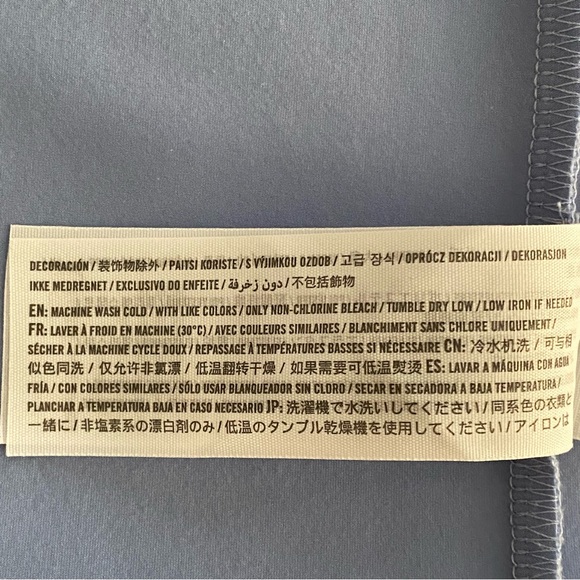 DECORACIÓN / 装饰物除外 / PAITSI KORISTE / S VÝJIMKOU OZDOB / 고급 장식 / OPRÓCZ DEKORACJI / DEKORASJON
IKKE MEDREGNET / EXCLUSIVO DO ENFEITE / دون زخرفة / 不包括飾物
EN: MACHINE WASH COLD / WITH LIKE COLORS / ONLY NON-CHLORINE BLEACH / TUMBLE DRY LOW / LOW IRON IF NEEDED
FR: LAVER À FROID EN MACHINE (30°C) / AVEC COULEURS SIMILAIRES / BLANCHIMENT SANS CHLORE UNIQUEMENT /
SÉCHER À LA MACHINE CYCLE DOUX / REPASSAGE À TEMPÉRATURES BASSES SI NÉCESSAIRE CN: 冷水机洗 / 可与相
似色同洗 / 仅允许非氯漂 / 低温翻转干燥 / 如果需要可低温熨烫 ES: LAVAR A MÁQUINA CON AGUA
FRÍA / CON COLORES SIMILARES / SÓLO USAR BLANQUEADOR SIN CLORO / SECAR EN SECADORA A BAJA TEMPERATURA /
PLANCHAR A TEMPERATURA BAJA EN CASO NECESARIO JP: 洗濯機で水洗いしてください / 同系色の衣類と
一緒に / 非塩素系の漂白剤のみ / 低温のタンブル乾燥機を使用してください / アイロンは